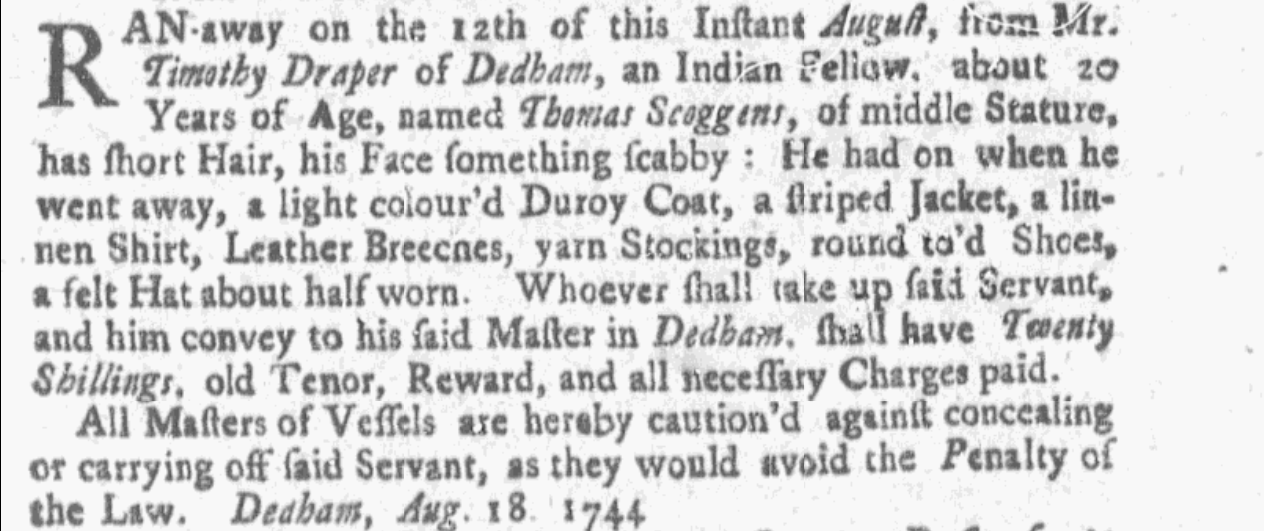 RAN-away on the 12th of this Inſtant Auguſt, from Mr.
Timothy Draper of Dedham, an Indian Fellow, about 20
Years of Age, named Thomas Scoggens, of middle Stature,
has ſhort Hair, his Face ſomething ſcabby : He had on when he
went away, a light colour'd Duroy Coat, a ſtriped Jacket, a lin-
nen Shirt, Leather Breecnes, yarn Stockings, round to'd Shoes,
a felt Hat about half worn. Whoever ſhall take up ſaid Servant,
and him convey to his ſaid Maſter in Dedham, ſhall have Twenty
Shillings, old Tenor, Reward, and all neceſſary Charges paid.
All Maſters of Veſſels are hereby caution'd againſt concealing
or carrying off ſaid Servant, as they would avoid the Penalty of
the Law. Dedham, Aug. 18. 1744